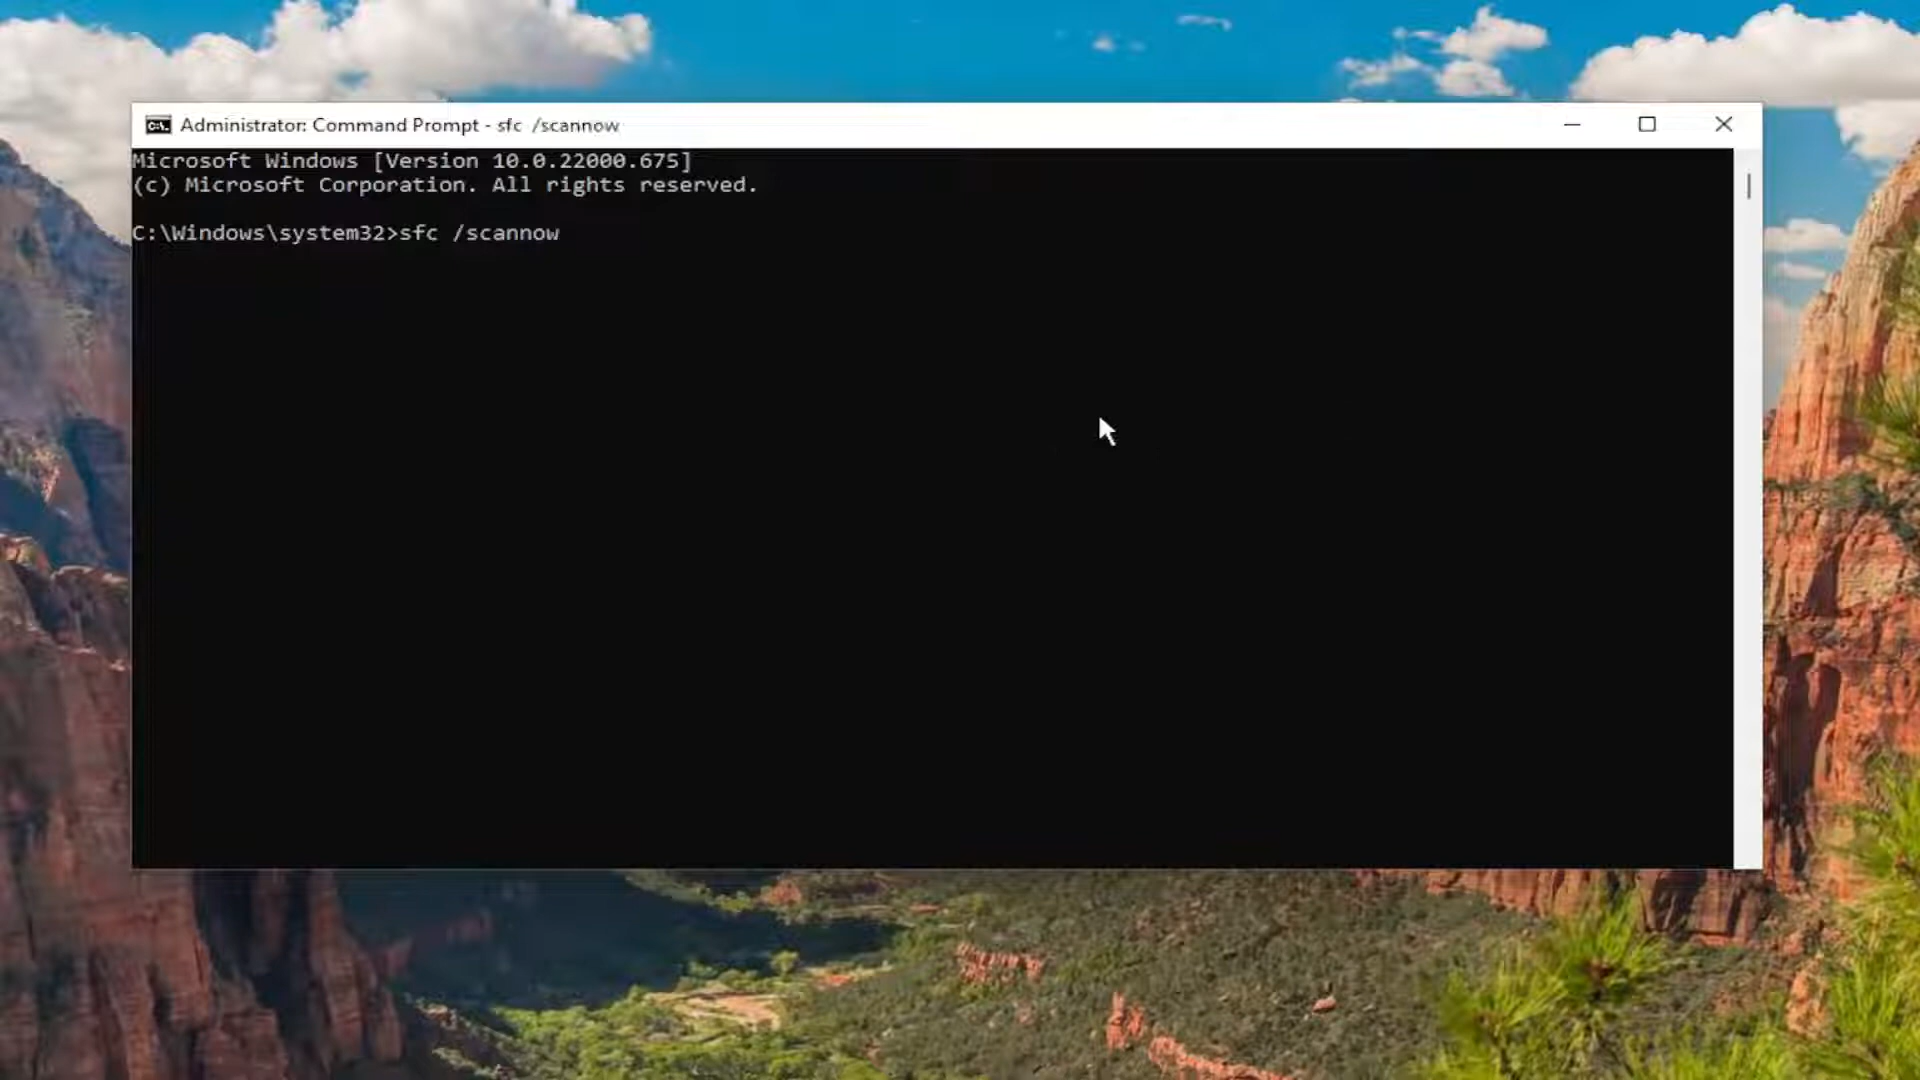 Administrator: Command Prompt - sfc /scannow
Microsoft Windows [Version 10.0.22000.675]
(c) Microsoft Corporation. All rights reserved.
C:\Windows\system32>sfc /scannow